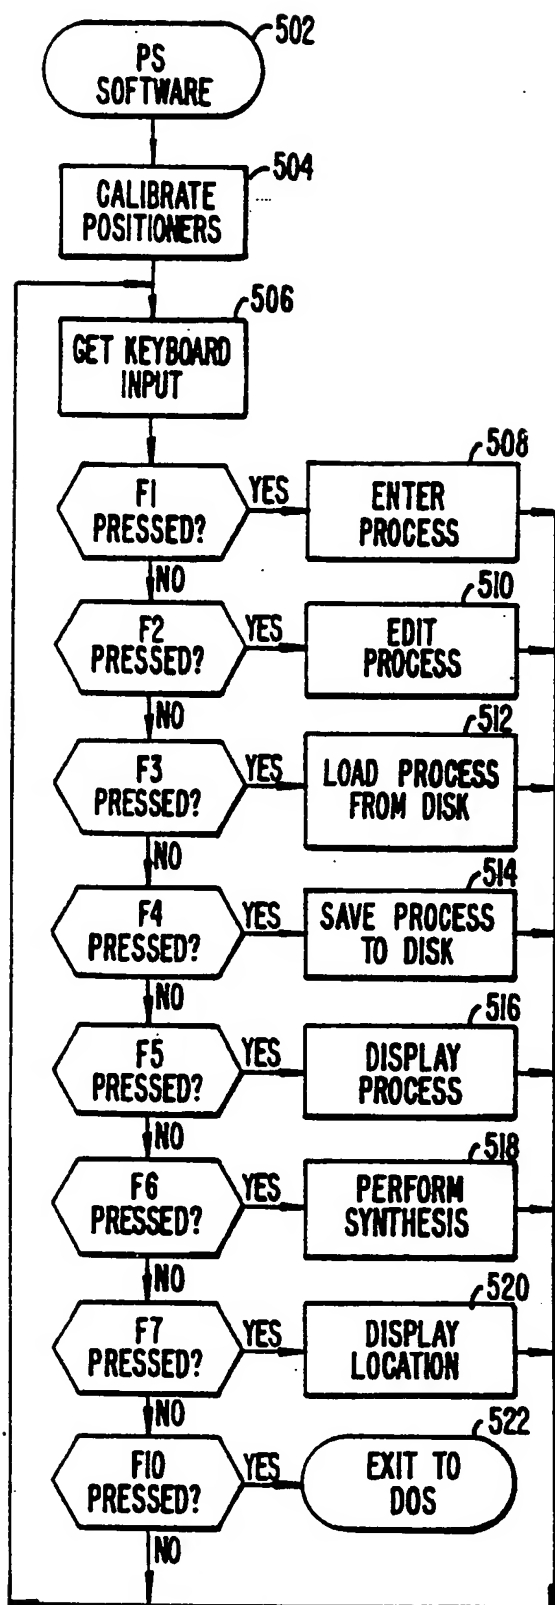 502
PS
SOFTWARE
504
CALIBRATE
POSITIONERS
506
GET KEYBOARD
INPUT
508
F1
PRESSED?
YES
ENTER
PROCESS
NO
510
F2
PRESSED?
YES
EDIT
PROCESS
NO
512
F3
PRESSED?
YES
LOAD PROCESS
FROM DISK
NO
514
F4
PRESSED?
YES
SAVE PROCESS
TO DISK
NO
516
F5
PRESSED?
YES
DISPLAY
PROCESS
NO
518
F6
PRESSED?
YES
PERFORM
SYNTHESIS
NO
520
F7
PRESSED?
YES
DISPLAY
LOCATION
NO
522
F10
PRESSED?
YES
EXIT TO
DOS
NO